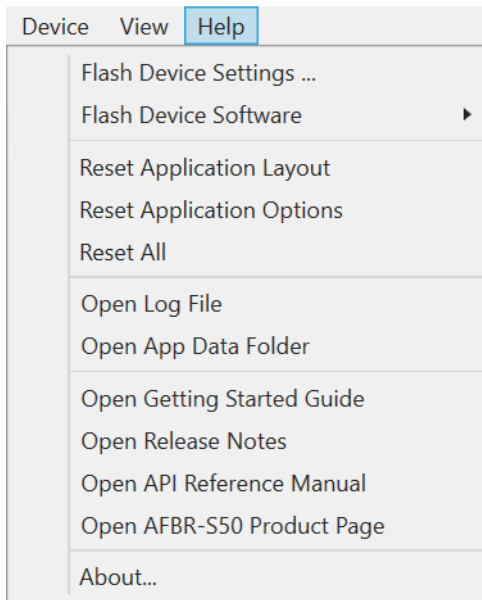 Device View Help
Flash Device Settings ...
Flash Device Software
Reset Application Layout
Reset Application Options
Reset All
Open Log File
Open App Data Folder
Open Getting Started Guide
Open Release Notes
Open API Reference Manual
Open AFBR-S50 Product Page
About...